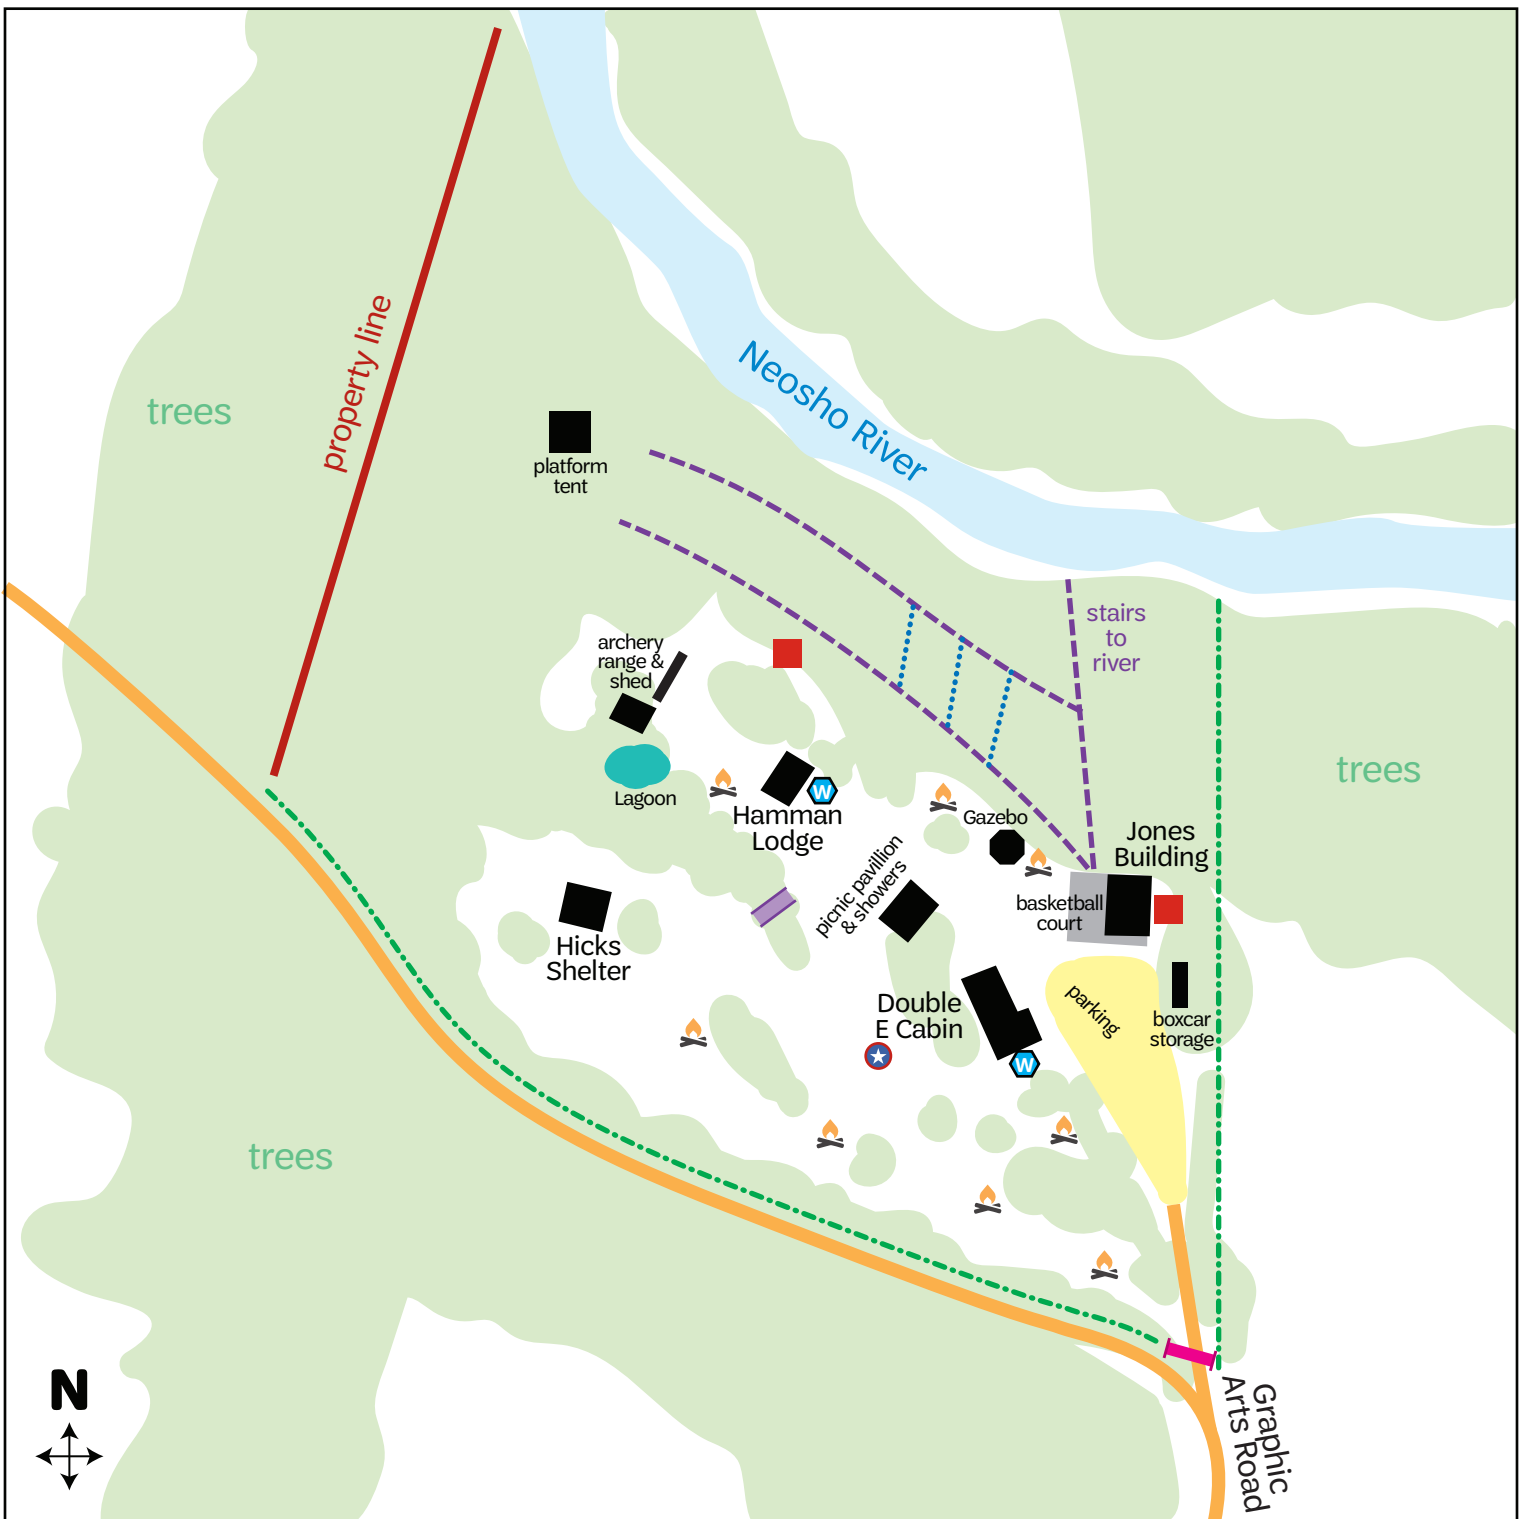 Neosho River
property line
trees
platform
tent
stairs
to
river
archery
range &
shed
trees
Lagoon
Hamman
Lodge
W
Gazebo
Jones
Building
picnic pavillion
& showers
basketball
court
Hicks
Shelter
Double
E Cabin
W
parking
boxcar
storage
trees
N
Graphic
Arts Road